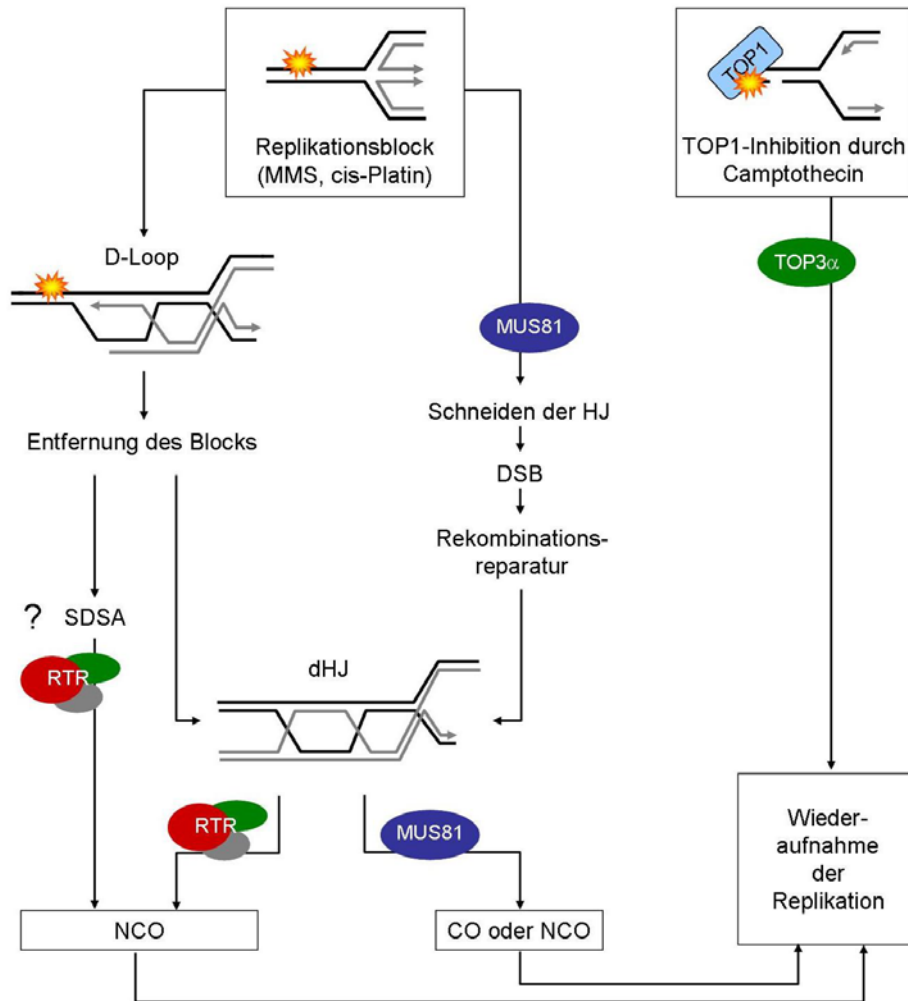 Replikationsblock
(MMS, cis-Platin)
TOP1
TOP1-Inhibition durch
Camptothecin
D-Loop
TOP3α
MUS81
Schneiden der HJ
Entfernung des Blocks
DSB
Rekombinations-
reparatur
? SDSA
RTR
dHJ
RTR
MUS81
Wieder-
aufnahme
der
Replikation
NCO
CO oder NCO